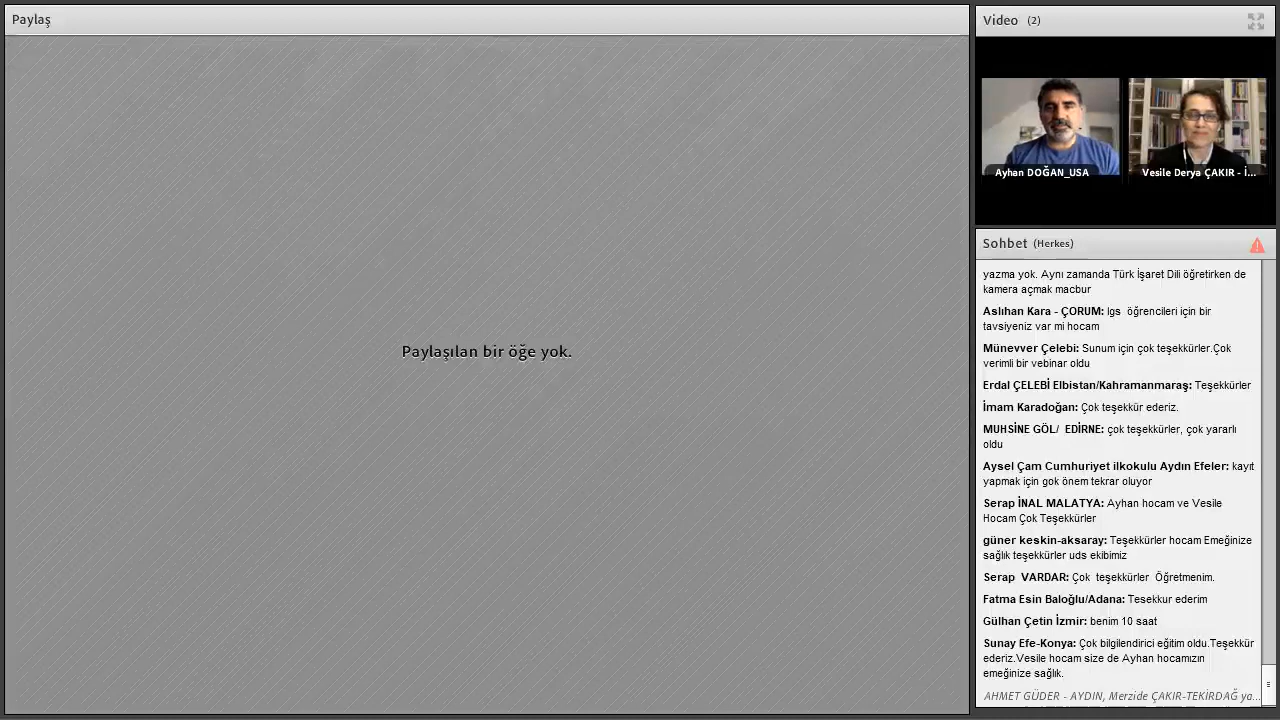 Paylaş
Paylaşılan bir öğe yok.
Video (2)
Ayhan DOĞAN_USA
Vesile Derya ÇAKIR - İ...
Sohbet (Herkes)
yazma yok. Aynı zamanda Türk İşaret Dili öğretirken de
kamera açmak macbur
Aslıhan Kara - ÇORUM: lgs öğrencileri için bir
tavsiyeniz var mi hocam
Münevver Çelebi: Sunum için çok teşekkürler.Çok
verimli bir vebinar oldu
Erdal ÇELEBİ Elbistan/Kahramanmaraş: Teşekkürler
İmam Karadoğan: Çok teşekkür ederiz.
MUHSİNE GÖL/ EDİRNE: çok teşekkürler, çok yararlı
oldu
Aysel Çam Cumhuriyet ilkokulu Aydın Efeler: kayıt
yapmak için gok önem tekrar oluyor
Serap İNAL MALATYA: Ayhan hocam ve Vesile
Hocam Çok Teşekkürler
güner keskin-aksaray: Teşekkürler hocam Emeğinize
sağlık teşekkürler uds ekibimiz
Serap VARDAR: Çok teşekkürler Öğretmenim.
Fatma Esin Baloğlu/Adana: Tesekkur ederim
Gülhan Çetin İzmir: benim 10 saat
Sunay Efe-Konya: Çok bilgilendirici eğitim oldu.Teşekkür
ederiz.Vesile hocam size de Ayhan hocamızın
emeğinize sağlık.
AHMET GÜDER - AYDIN, Merzide ÇAKIR-TEKİRDAĞ ya...